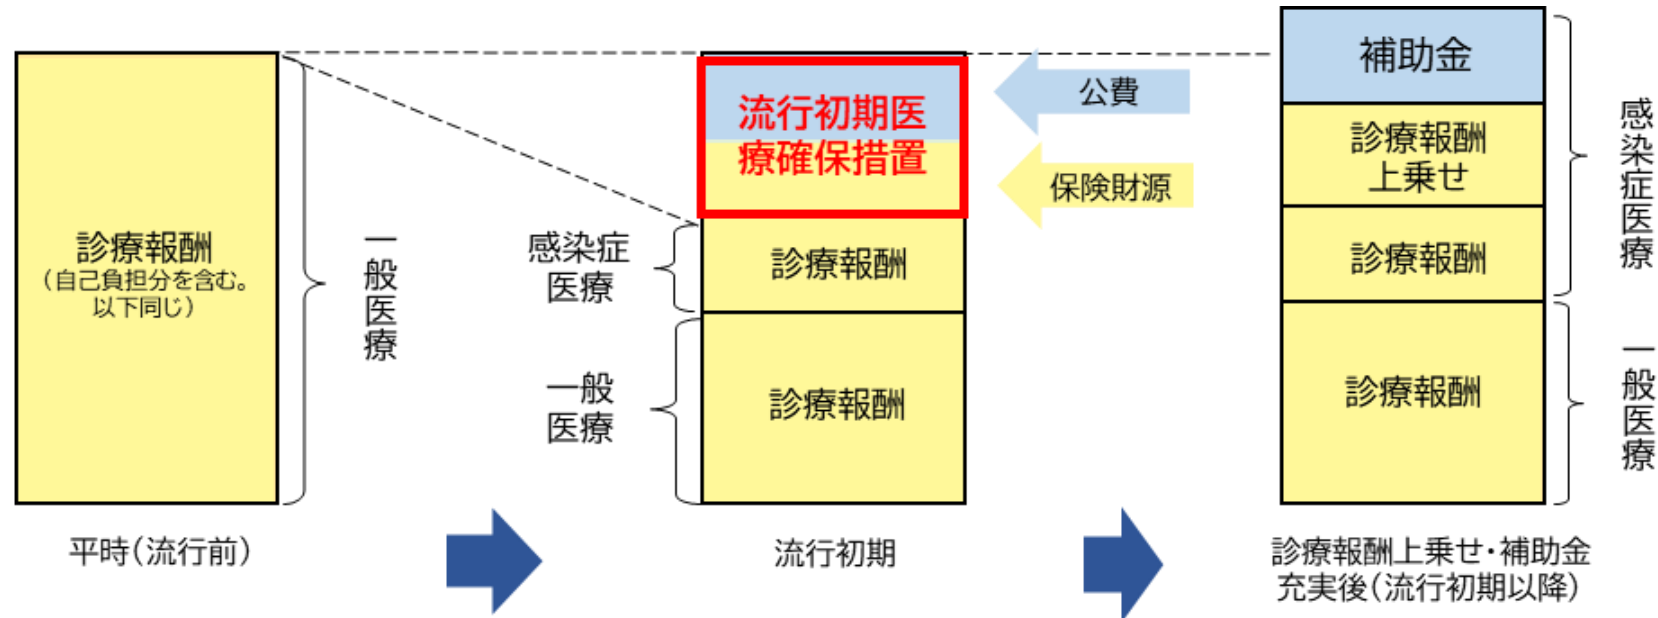 診療報酬
（自己負担分を含む。
以下同じ）
一般医療
平時（流行前）
流行初期医
療確保措置
公費
保険財源
感染症
医療
診療報酬
一般
医療
診療報酬
流行初期
補助金
診療報酬
上乗せ
診療報酬
感染症医療
診療報酬
一般医療
診療報酬上乗せ・補助金
充実後（流行初期以降）